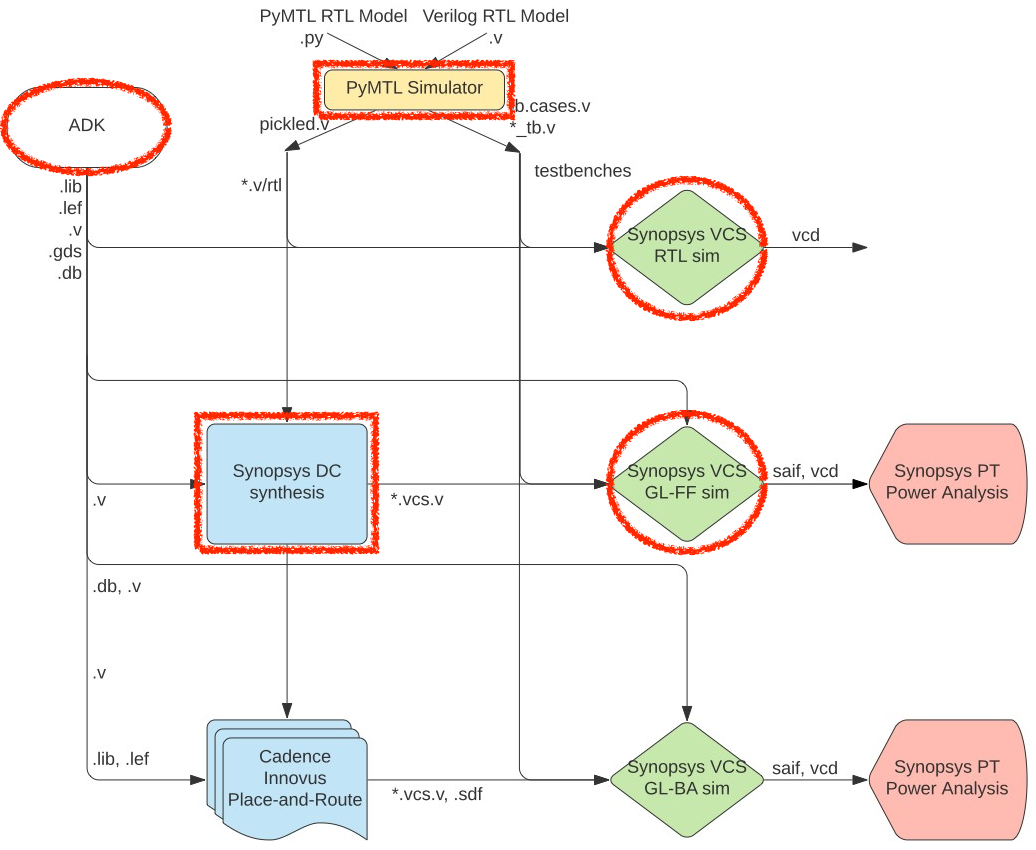 PyMTL RTL Model
Verilog RTL Model
.py
.v
PyMTL Simulator
b.cases.v
*_tb.v
ADK
pickled.v
testbenches
.lib
.lef
.v
.gds
.db
*.v/rtl
Synopsys VCS
RTL sim
vcd
Synopsys DC
synthesis
.v
*.vcs.v
Synopsys VCS
GL-FF sim
saif, vcd
Synopsys PT
Power Analysis
.db, .v
.v
.lib, .lef
Cadence
Innovus
Place-and-Route
*.vcs.v, .sdf
Synopsys VCS
GL-BA sim
saif, vcd
Synopsys PT
Power Analysis